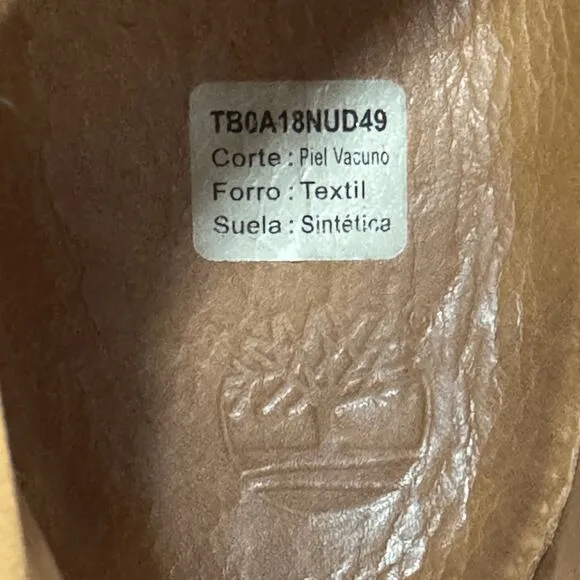 TB0A18NUD49
Corte : Piel Vacuno
Forro : Textil
Suela : Sintética